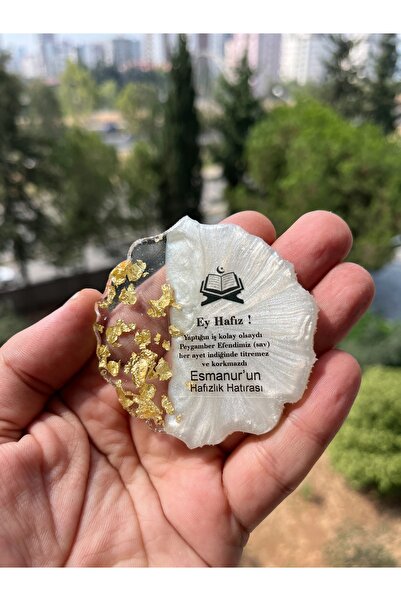 Ey Hafız !
Yaptığın iş kolay olsaydı
Peygamber Efendimiz (sav)
her ayet indiğinde titremez
ve korkmazdı
Esmanur'un
Hafızlık Hatırası